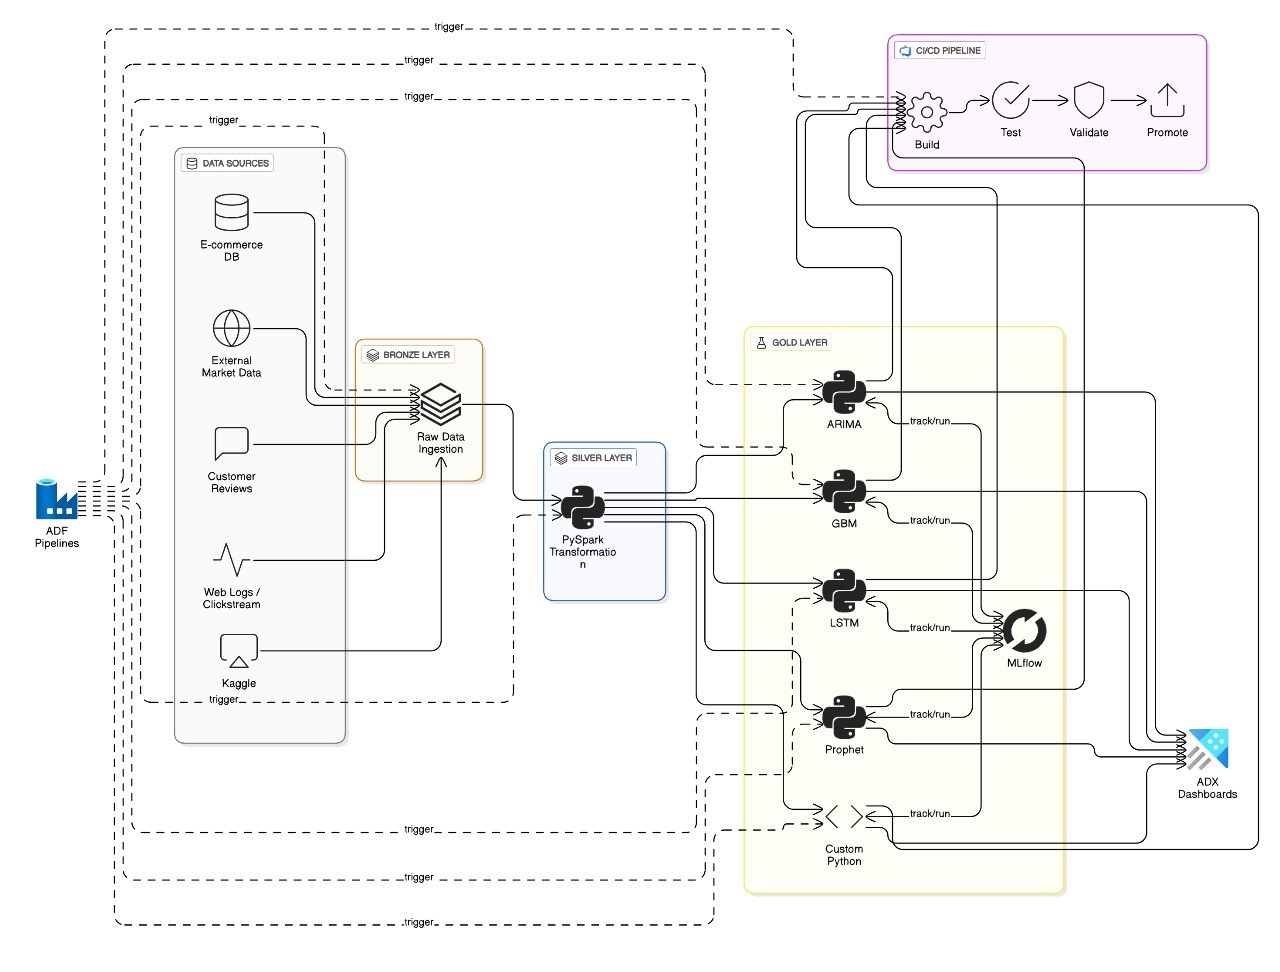 trigger
trigger
trigger
trigger
CI/CD PIPELINE
Build
Test
Validate
Promote
DATA SOURCES
E-commerce
DB
External
Market Data
Customer
Reviews
Web Logs /
Clickstream
Kaggle
trigger
BRONZE LAYER
Raw Data
Ingestion
ADF
Pipelines
SILVER LAYER
PySpark
Transformatio
n
GOLD LAYER
ARIMA
track/run
GBM
track/run
LSTM
track/run
MLflow
Prophet
track/run
Custom
Python
track/run
ADX
Dashboards
trigger
trigger
trigger